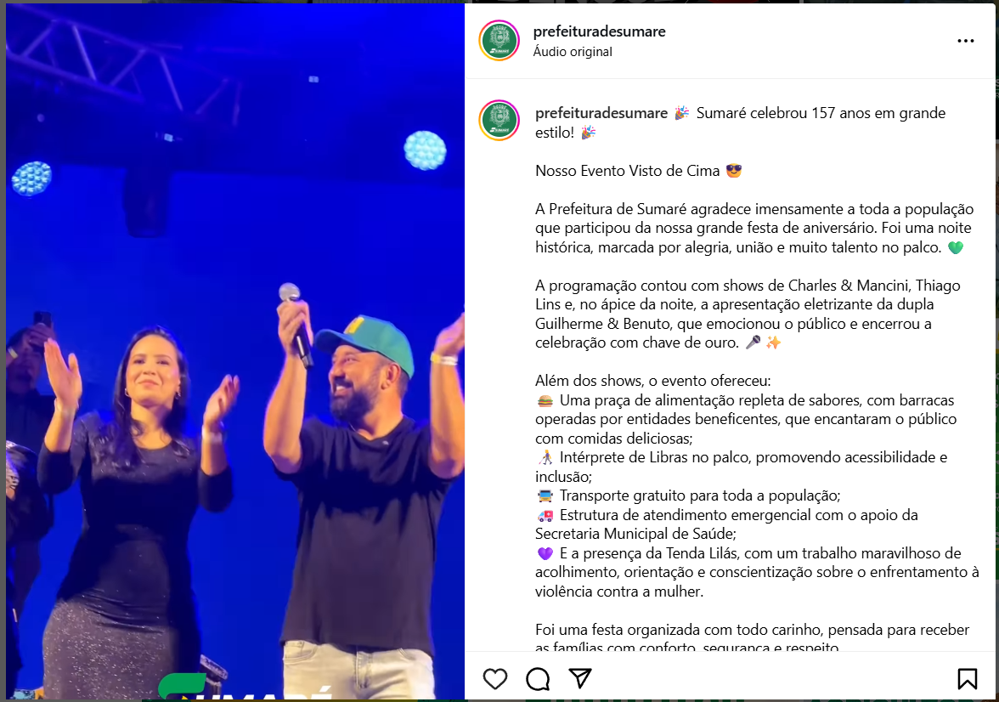 prefeituradesumare
Áudio original
prefeituradesumare 🎉 Sumaré celebrou 157 anos em grande
estilo! 🎉
Nosso Evento Visto de Cima 😎
A Prefeitura de Sumaré agradece imensamente a toda a população
que participou da nossa grande festa de aniversário. Foi uma noite
histórica, marcada por alegria, união e muito talento no palco. 💚
A programação contou com shows de Charles & Mancini, Thiago
Lins e, no ápice da noite, a apresentação eletrizante da dupla
Guilherme & Benuto, que emocionou o público e encerrou a
celebração com chave de ouro. 🎤✨
Além dos shows, o evento ofereceu:
🍔 Uma praça de alimentação repleta de sabores, com barracas
operadas por entidades beneficentes, que encantaram o público
com comidas deliciosas;
👩‍🦯 Intérprete de Libras no palco, promovendo acessibilidade e
inclusão;
🚍 Transporte gratuito para toda a população;
🚑 Estrutura de atendimento emergencial com o apoio da
Secretaria Municipal de Saúde;
💜 E a presença da Tenda Lilás, com um trabalho maravilhoso de
acolhimento, orientação e conscientização sobre o enfrentamento à
violência contra a mulher.
Foi uma festa organizada com todo carinho, pensada para receber
as famílias com conforto, segurança e respeito.
SUMARÉ